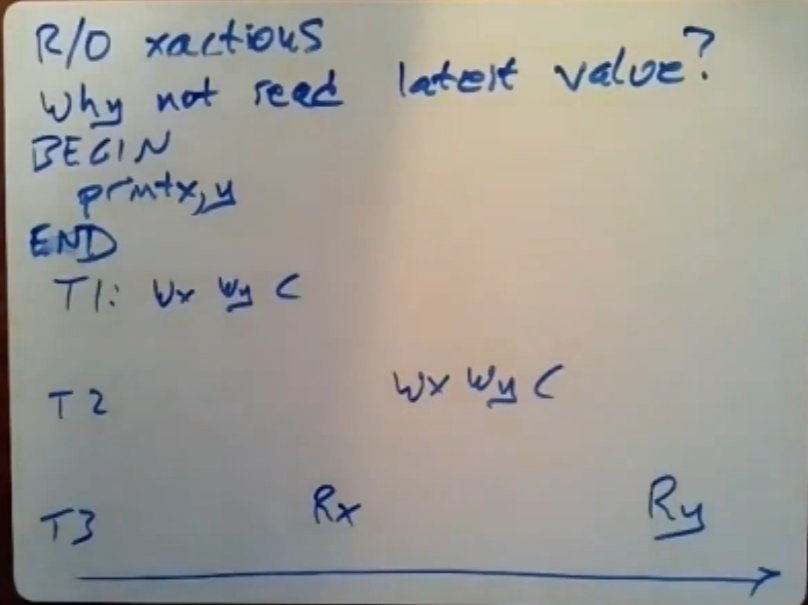 R/O xactions
Why not read latest value?
BEGIN
print x, y
END
T1: Wx Wy C
T2 Wx Wy C
T3 Rx Ry